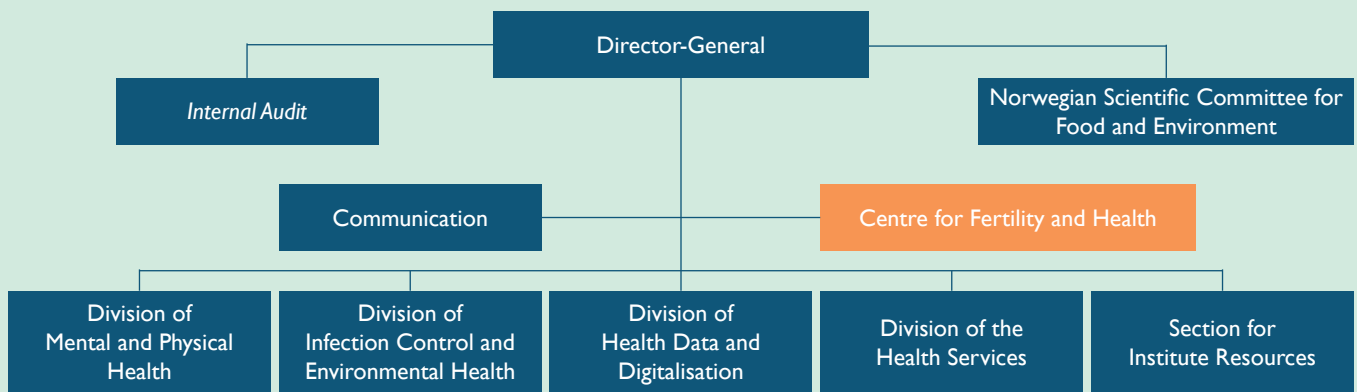 Director-General
Internal Audit
Norwegian Scientific Committee for
Food and Environment
Communication
Centre for Fertility and Health
Division of
Mental and Physical
Health
Division of
Infection Control and
Environmental Health
Division of
Health Data and
Digitalisation
Division of the
Health Services
Section for
Institute Resources